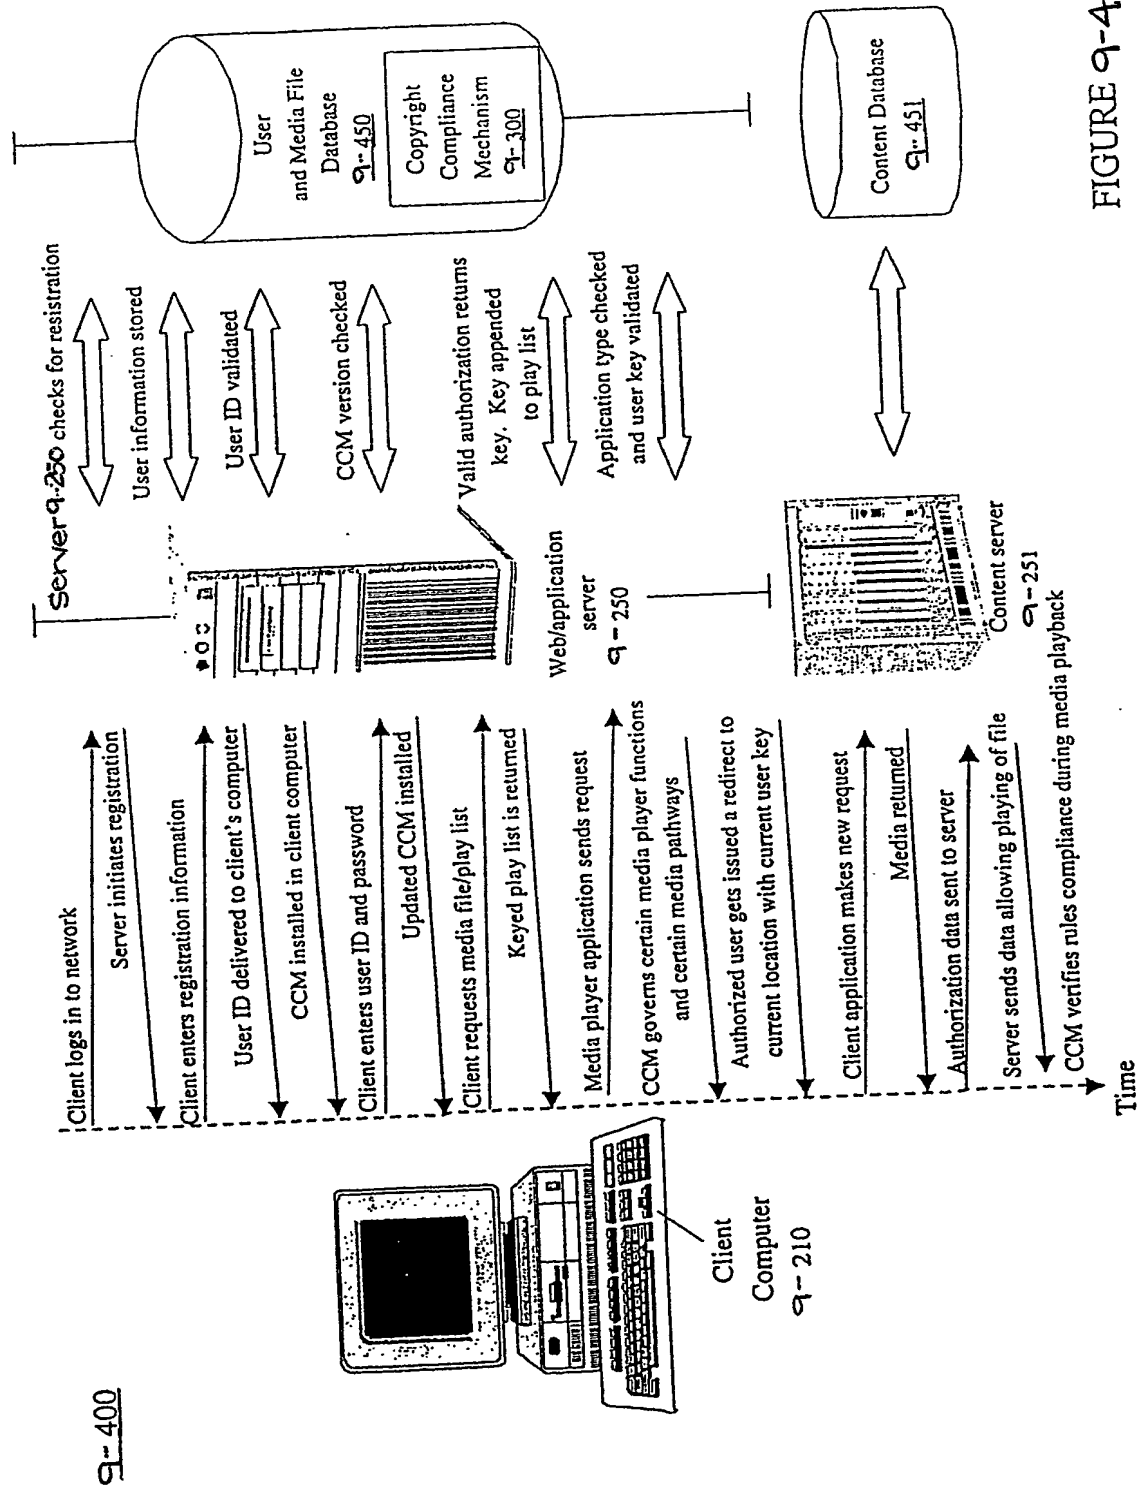 9-400
Client
Computer
9-210
Client logs in to network
Server initiates registration
Client enters registration information
User ID delivered to client's computer
CCM installed in client computer
Client enters user ID and password
Updated CCM installed
Client requests media file/play list
Keyed play list is returned
Media player application sends request
CCM governs certain media player functions
and certain media pathways
Authorized user gets issued a redirect to
current location with current user key
Client application makes new request
Media returned
Authorization data sent to server
Server sends data allowing playing of file
CCM verifies rules compliance during media playback
Time
Web/application
server
9-250
Content server
9-251
Server 9-250 checks for resistration
User information stored
User ID validated
CCM version checked
Valid authorization returns
key. Key appended
to play list
Application type checked
and user key validated
User
and Media File
Database
9-450
Copyright
Compliance
Mechanism
9-300
Content Database
9-451
FIGURE 9-4